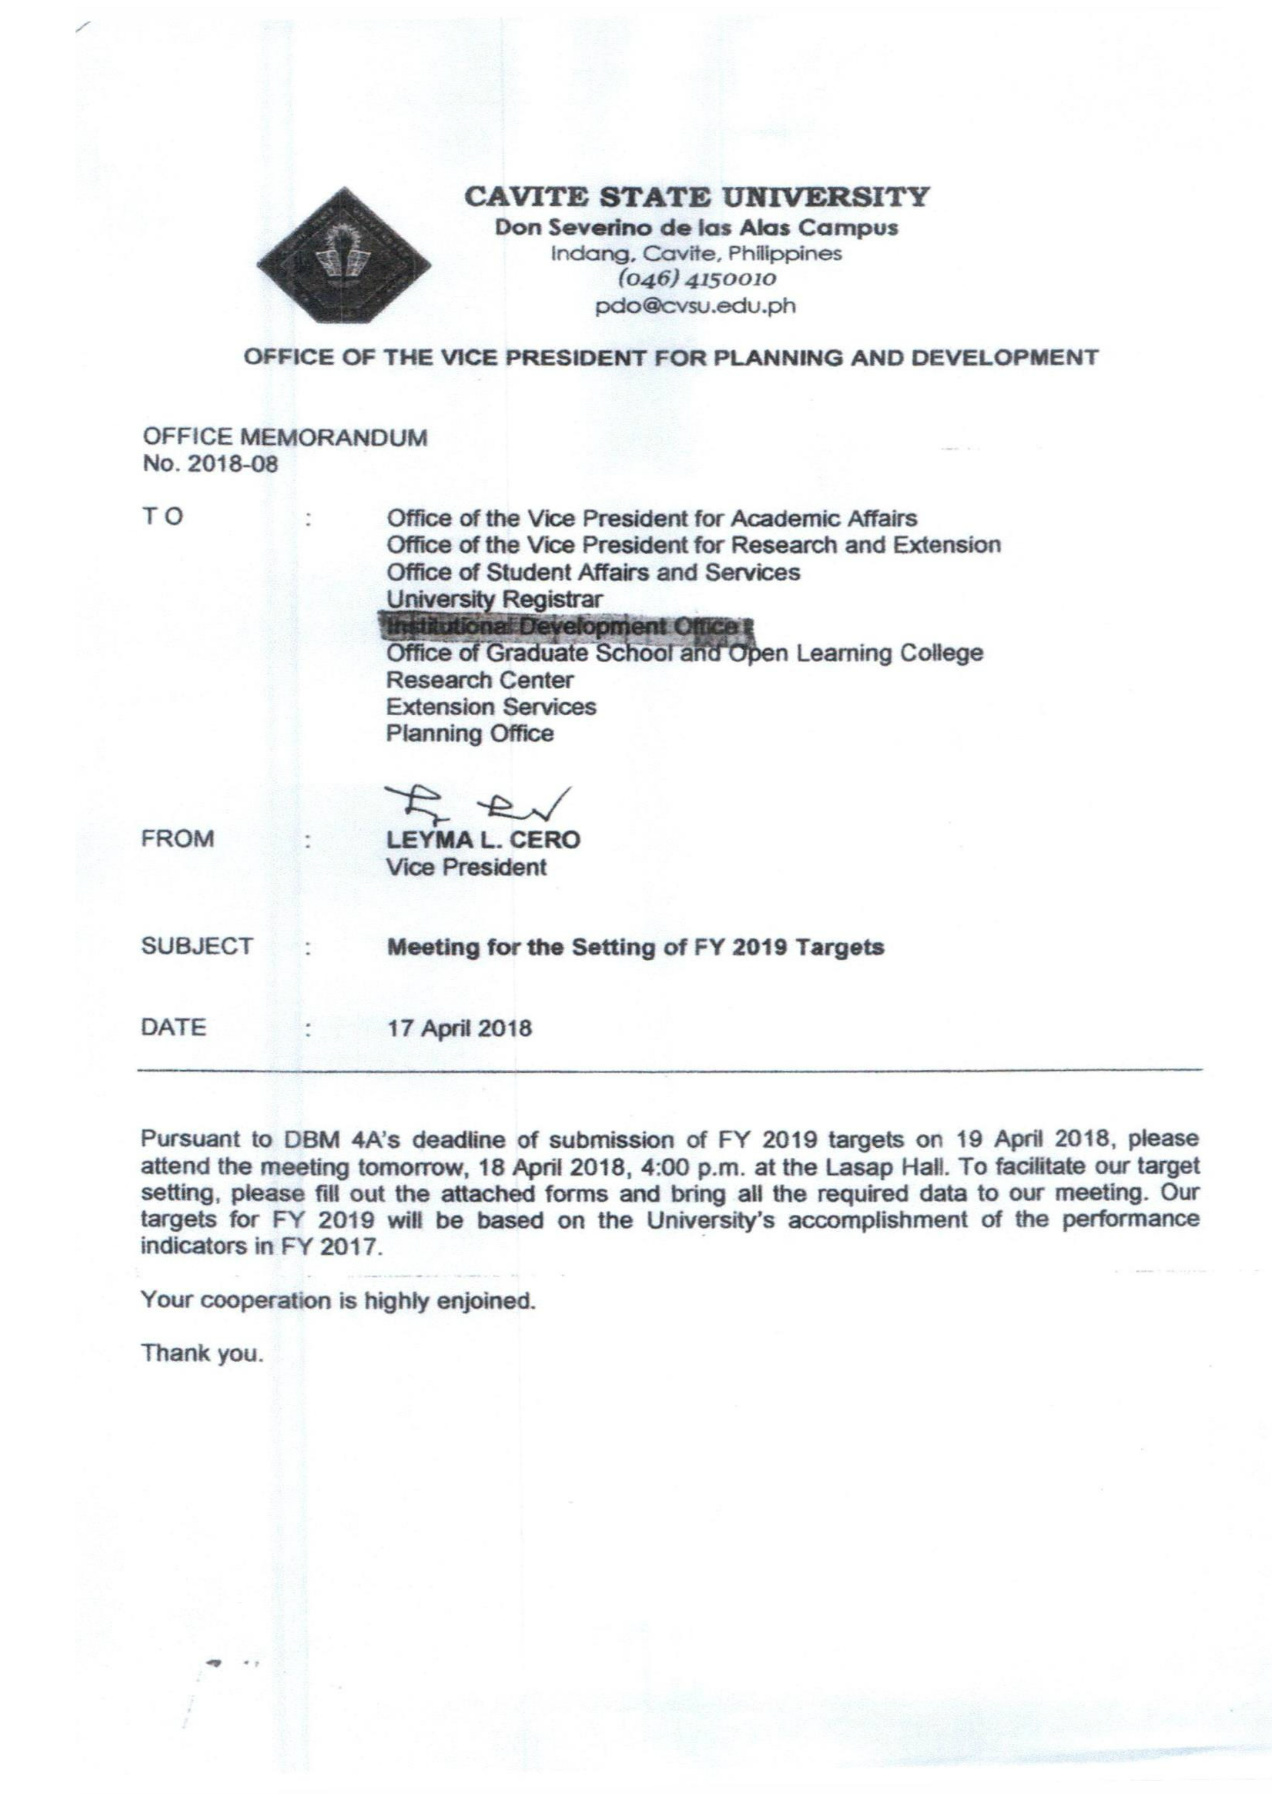 CAVITE STATE UNIVERSITY
Don Severino de las Alas Campus
Indang, Cavite, Philippines
(046) 4150010
pdo@cvsu.edu.ph
OFFICE OF THE VICE PRESIDENT FOR PLANNING AND DEVELOPMENT
OFFICE MEMORANDUM
No. 2018-08
T O : Office of the Vice President for Academic Affairs
Office of the Vice President for Research and Extension
Office of Student Affairs and Services
University Registrar
Institutional Development Office
Office of Graduate School and Open Learning College
Research Center
Extension Services
Planning Office
FROM : LEYMA L. CERO
Vice President
SUBJECT : Meeting for the Setting of FY 2019 Targets
DATE : 17 April 2018
Pursuant to DBM 4A's deadline of submission of FY 2019 targets on 19 April 2018, please
attend the meeting tomorrow, 18 April 2018, 4:00 p.m. at the Lasap Hall. To facilitate our target
setting, please fill out the attached forms and bring all the required data to our meeting. Our
targets for FY 2019 will be based on the University's accomplishment of the performance
indicators in FY 2017.
Your cooperation is highly enjoined.
Thank you.